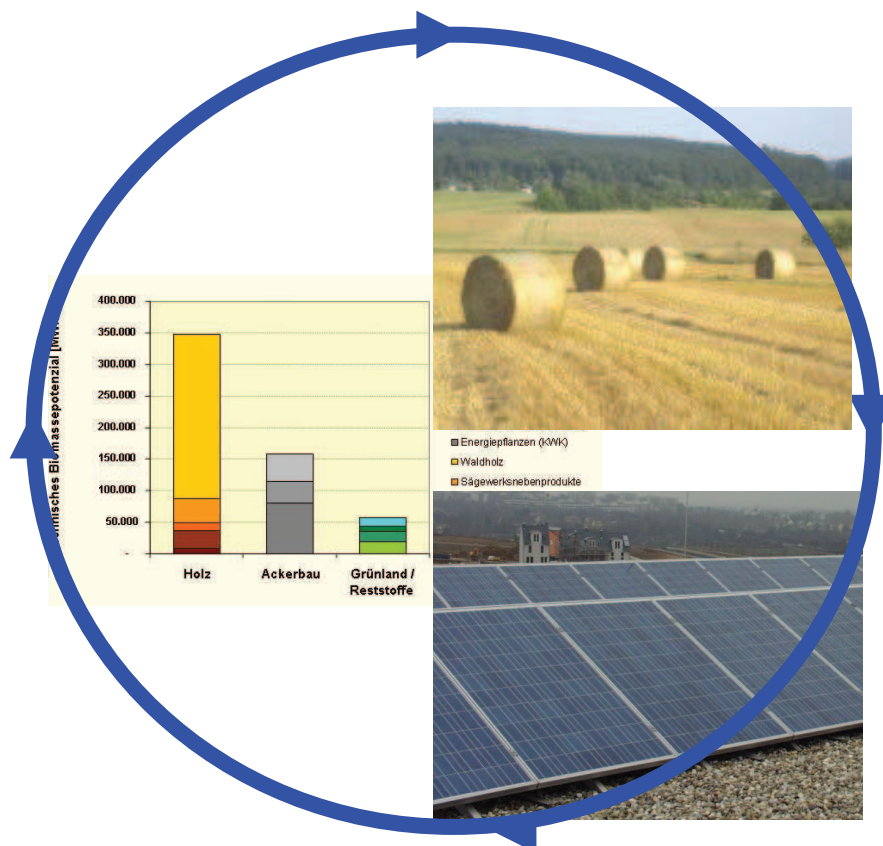 400.000
350.000
300.000
250.000
200.000
150.000
100.000
50.000
-
Biomassepotenzial
Holz
Ackerbau
Grünland /
Reststoffe
Energiepflanzen (KWK)
Waldholz
Sägewerksnebenprodukte